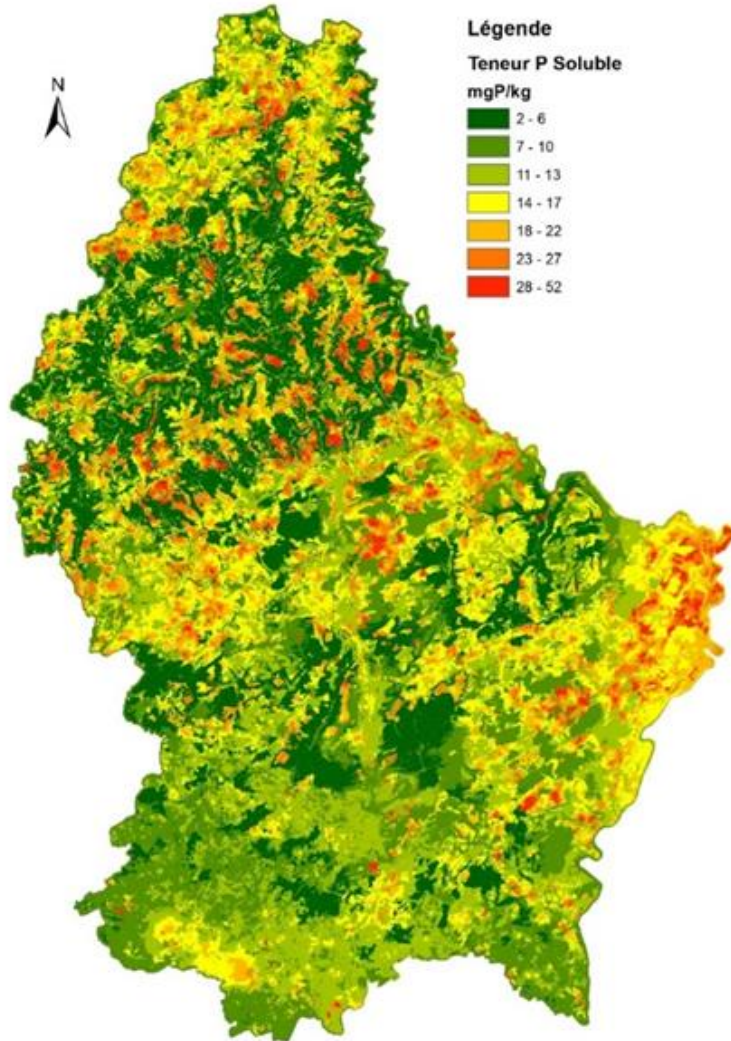 N
Légende
Teneur P Soluble
mgP/kg
2 - 6
7 - 10
11 - 13
14 - 17
18 - 22
23 - 27
28 - 52